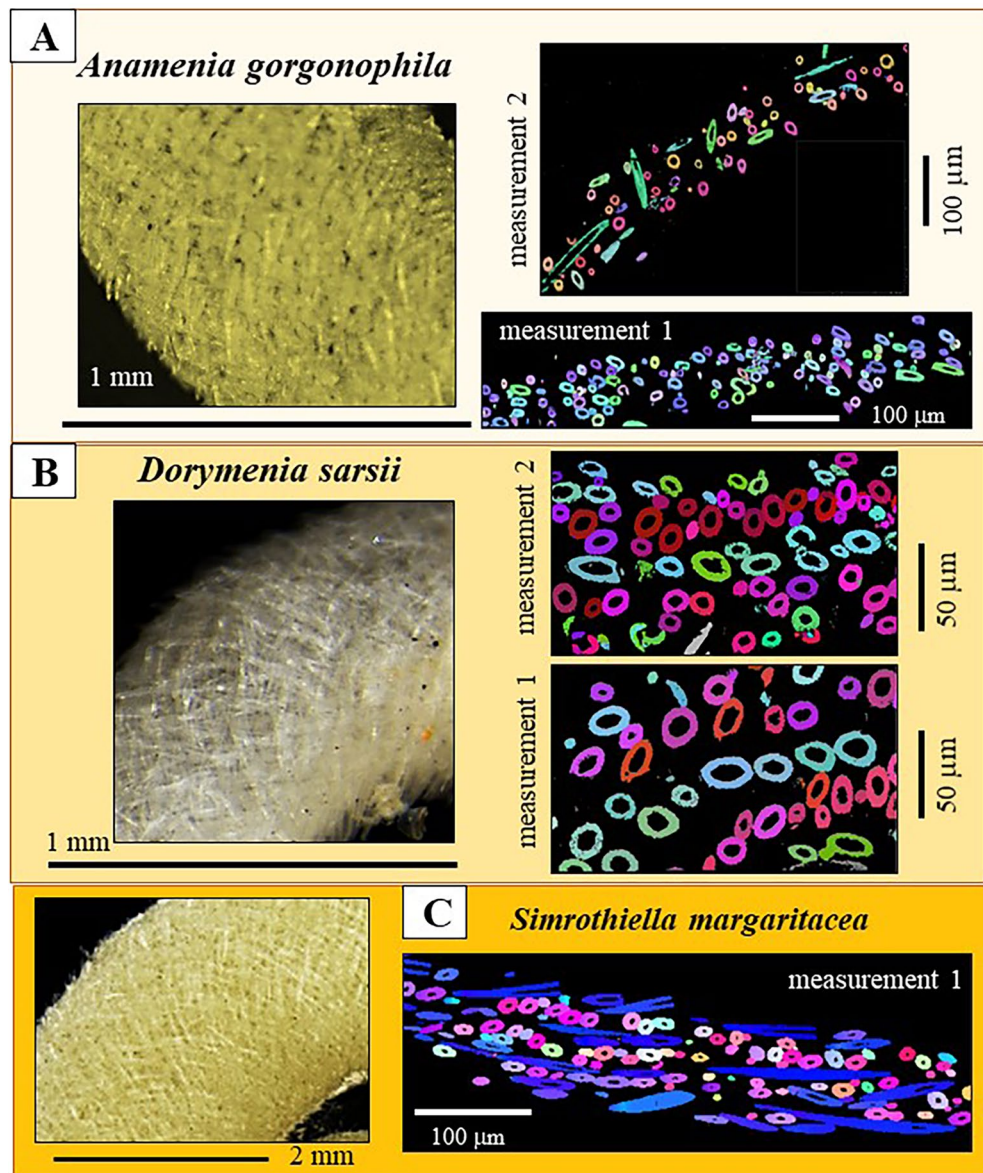 A
Anamenia gorgonophila
1 mm
measurement 2
100 µm
measurement 1
100 µm
B
Dorymenia sarsii
1 mm
measurement 2
50 µm
measurement 1
50 µm
C
Simrothiella margaritacea
measurement 1
100 µm
2 mm